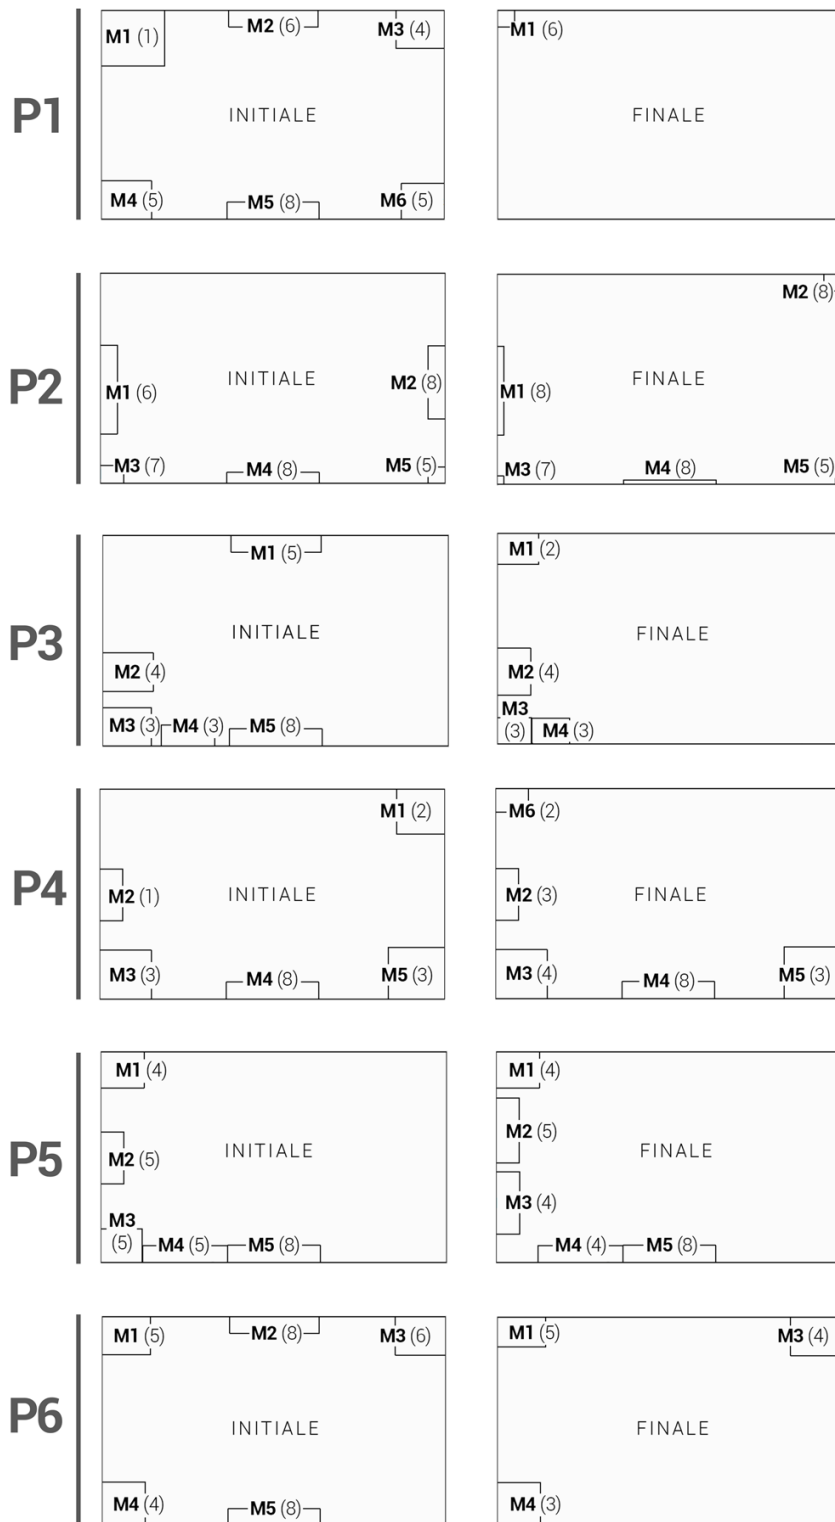 M1 (1)
M2 (6)
M3 (4)
M1 (6)
P1
INITIALE
FINALE
M4 (5)
M5 (8)
M6 (5)
M2 (8)
P2
INITIALE
M2 (8)
FINALE
M1 (6)
M1 (8)
M3 (7)
M4 (8)
M5 (5)
M3 (7)
M4 (8)
M5 (5)
M1 (5)
M1 (2)
P3
INITIALE
FINALE
M2 (4)
M2 (4)
M3 (3)
M4 (3)
M5 (8)
M3
(3)
M4 (3)
M1 (2)
M6 (2)
P4
M2 (1)
INITIALE
M2 (3)
FINALE
M3 (3)
M4 (8)
M5 (3)
M3 (4)
M4 (8)
M5 (3)
M1 (4)
M1 (4)
P5
M2 (5)
INITIALE
M2 (5)
FINALE
M3
(5)
M4 (5)
M5 (8)
M3 (4)
M4 (4)
M5 (8)
M1 (5)
M2 (8)
M3 (6)
M1 (5)
M3 (4)
P6
INITIALE
FINALE
M4 (4)
M5 (8)
M4 (3)